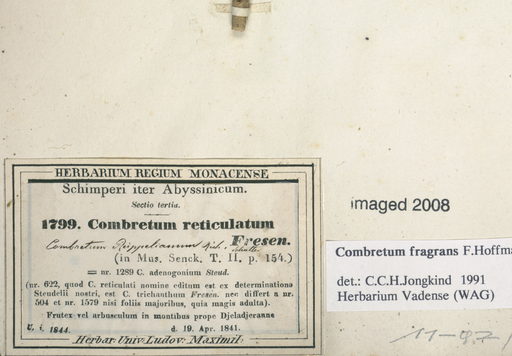 HERBARIUM REGIUM MONACENSE
Schimperi iter Abyssinicum.
Sectio tertia.
1799. Combretum reticulatum
Fresen.
Combretum Rüppelianum Rich.
(in Mus. Senck. T. II. p. 154.)
= nr. 1289 C. adenogonium Steud.
(nr. 622, quod C. reticulati nomine editum est ex determinatione
Steudelii nostri, est C. trichanthum Fresen. nec differt a nr.
504 et nr. 1579 nisi foliis majoribus, quia magis adulta).
Frutex vel arbusculum in montibus prope Djeladjeranne
U. i. 1844. d. 19. Apr. 1841.
Herbar. Univ. Ludov. Maximil.
imaged 2008
Combretum fragrans F.Hoffm
det.: C.C.H.Jongkind 1991
Herbarium Vadense (WAG)